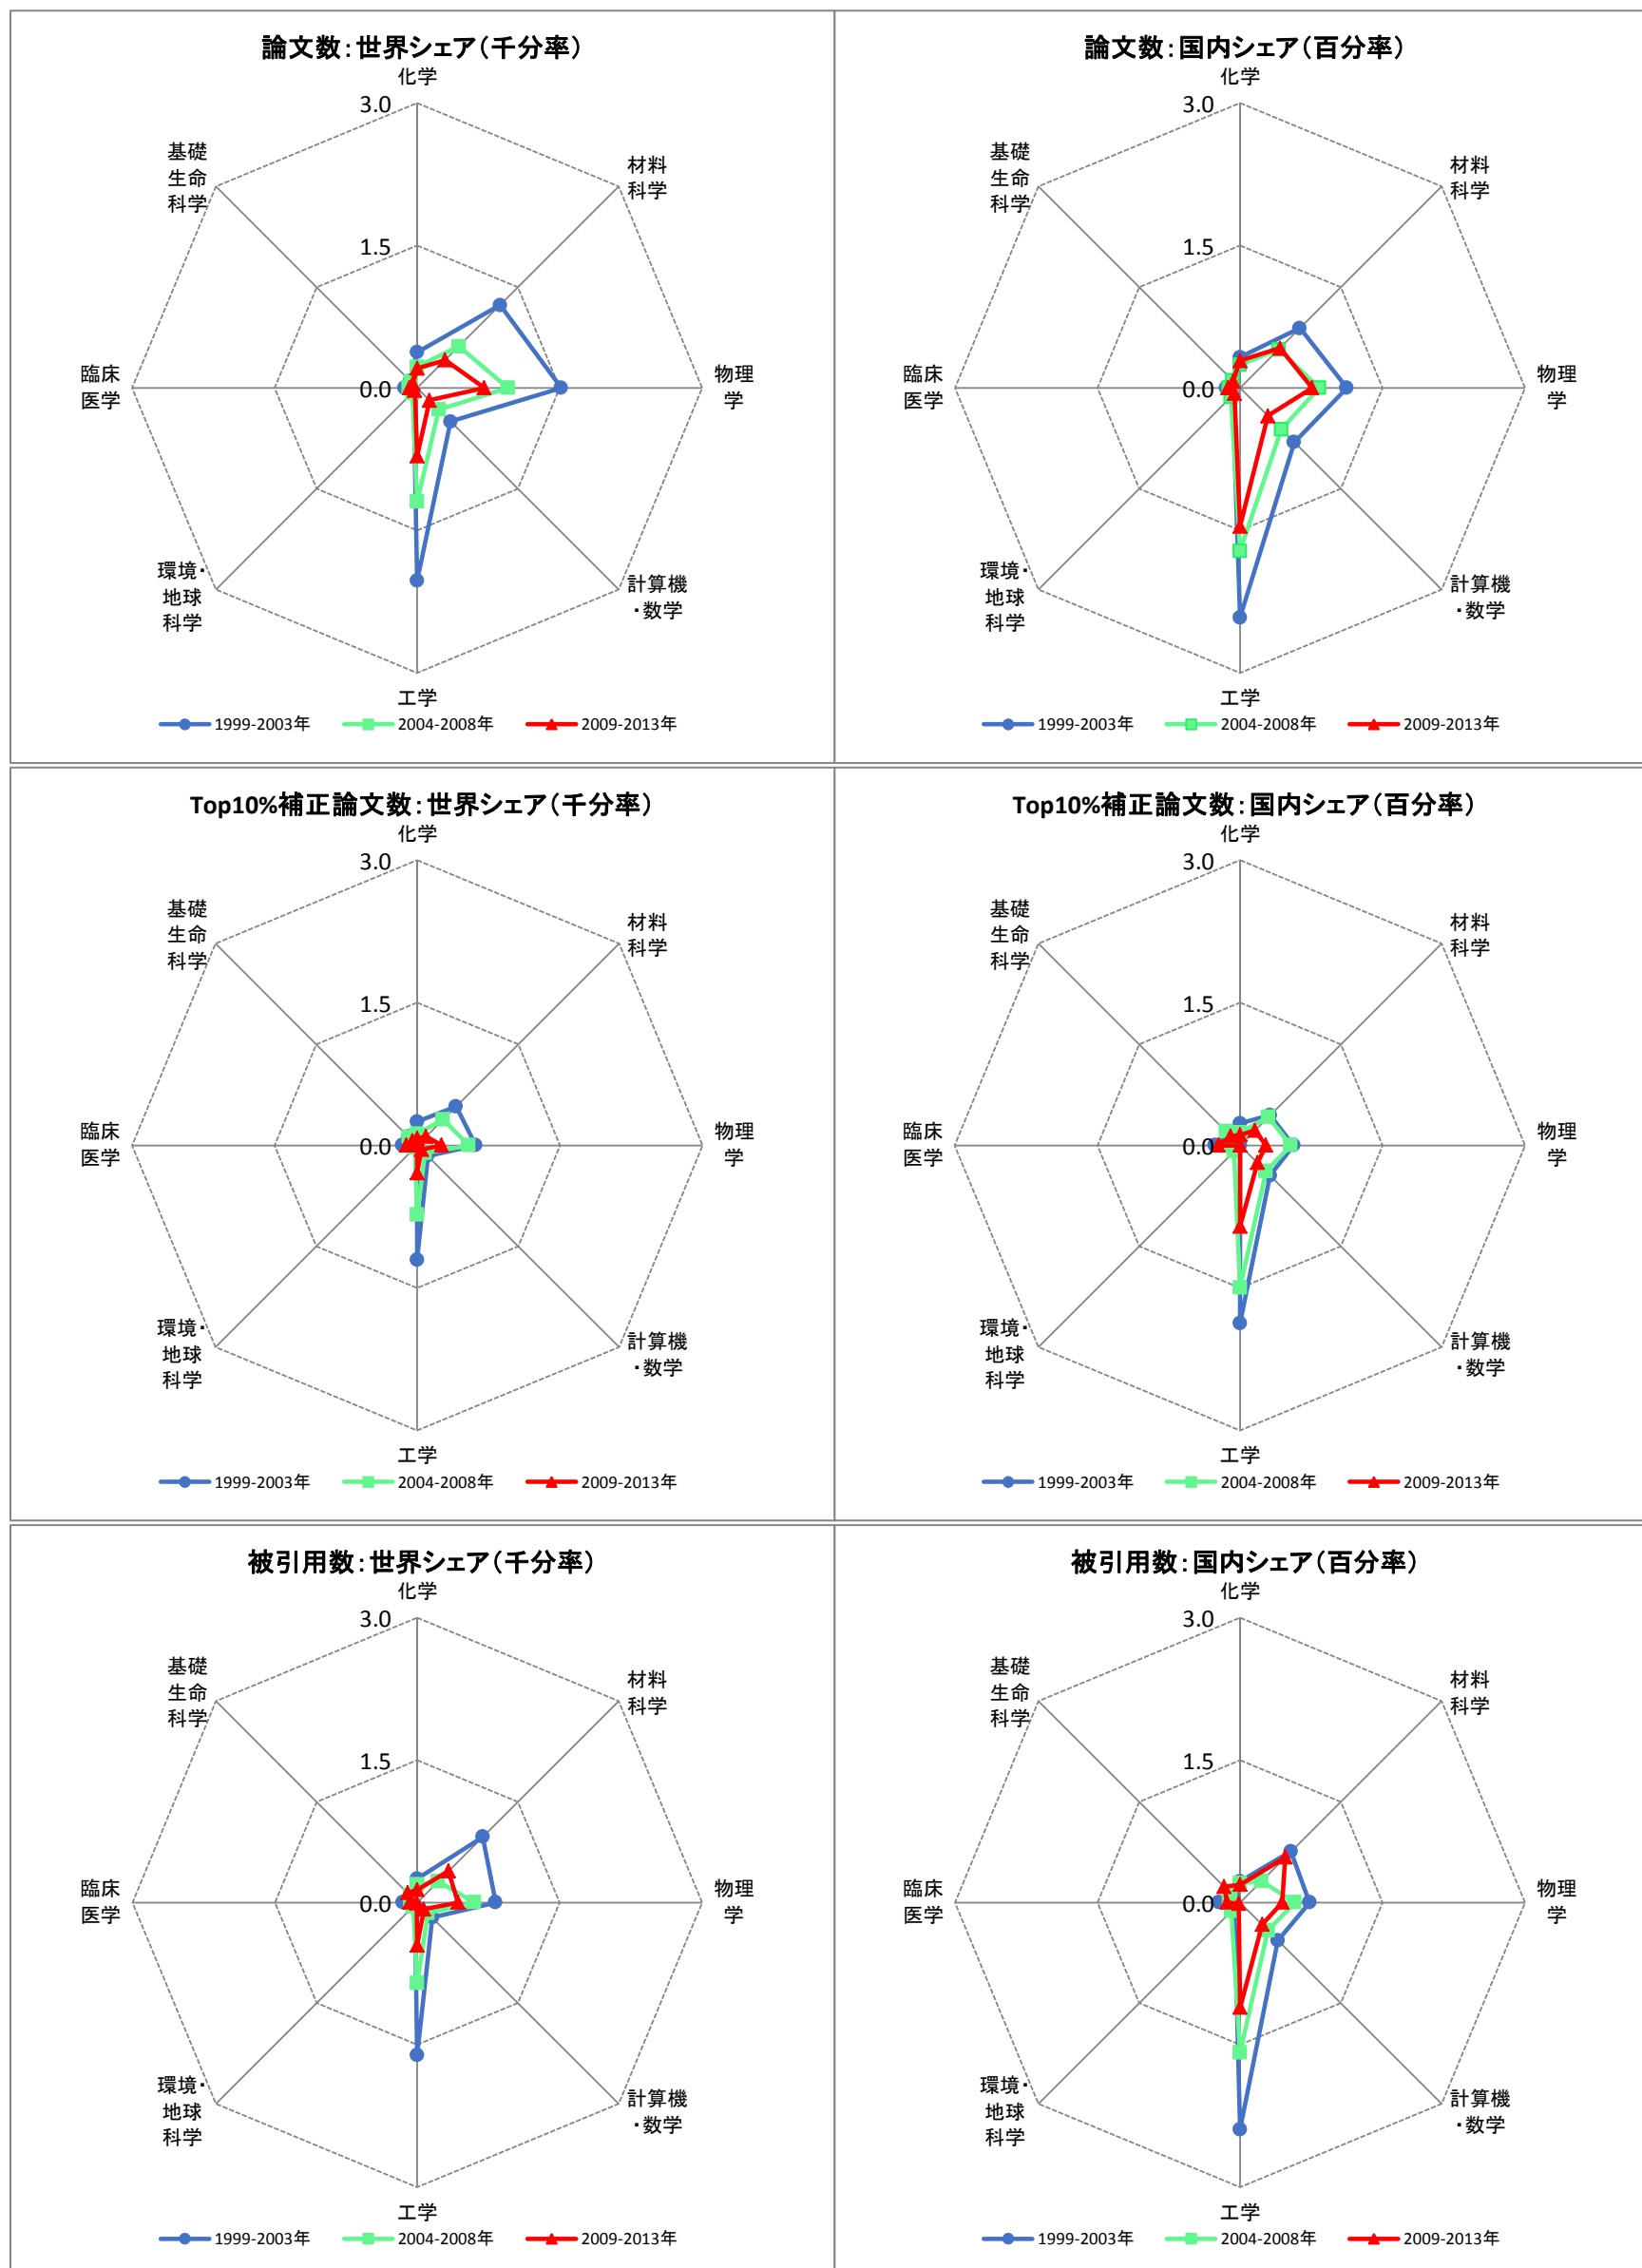 論文数：世界シェア（千分率）
化学
3.0
基礎
生命
科学
材料
科学
1.5
臨床
医学
0.0
物理
学
環境・
地球
科学
計算機
・数学
工学
1999-2003年 2004-2008年 2009-2013年
論文数：国内シェア（百分率）
化学
3.0
基礎
生命
科学
材料
科学
1.5
臨床
医学
0.0
物理
学
環境・
地球
科学
計算機
・数学
工学
1999-2003年 2004-2008年 2009-2013年
Top10%補正論文数：世界シェア（千分率）
化学
3.0
基礎
生命
科学
材料
科学
1.5
臨床
医学
0.0
物理
学
環境・
地球
科学
計算機
・数学
工学
1999-2003年 2004-2008年 2009-2013年
Top10%補正論文数：国内シェア（百分率）
化学
3.0
基礎
生命
科学
材料
科学
1.5
臨床
医学
0.0
物理
学
環境・
地球
科学
計算機
・数学
工学
1999-2003年 2004-2008年 2009-2013年
被引用数：世界シェア（千分率）
化学
3.0
基礎
生命
科学
材料
科学
1.5
臨床
医学
0.0
物理
学
環境・
地球
科学
計算機
・数学
工学
1999-2003年 2004-2008年 2009-2013年
被引用数：国内シェア（百分率）
化学
3.0
基礎
生命
科学
材料
科学
1.5
臨床
医学
0.0
物理
学
環境・
地球
科学
計算機
・数学
工学
1999-2003年 2004-2008年 2009-2013年